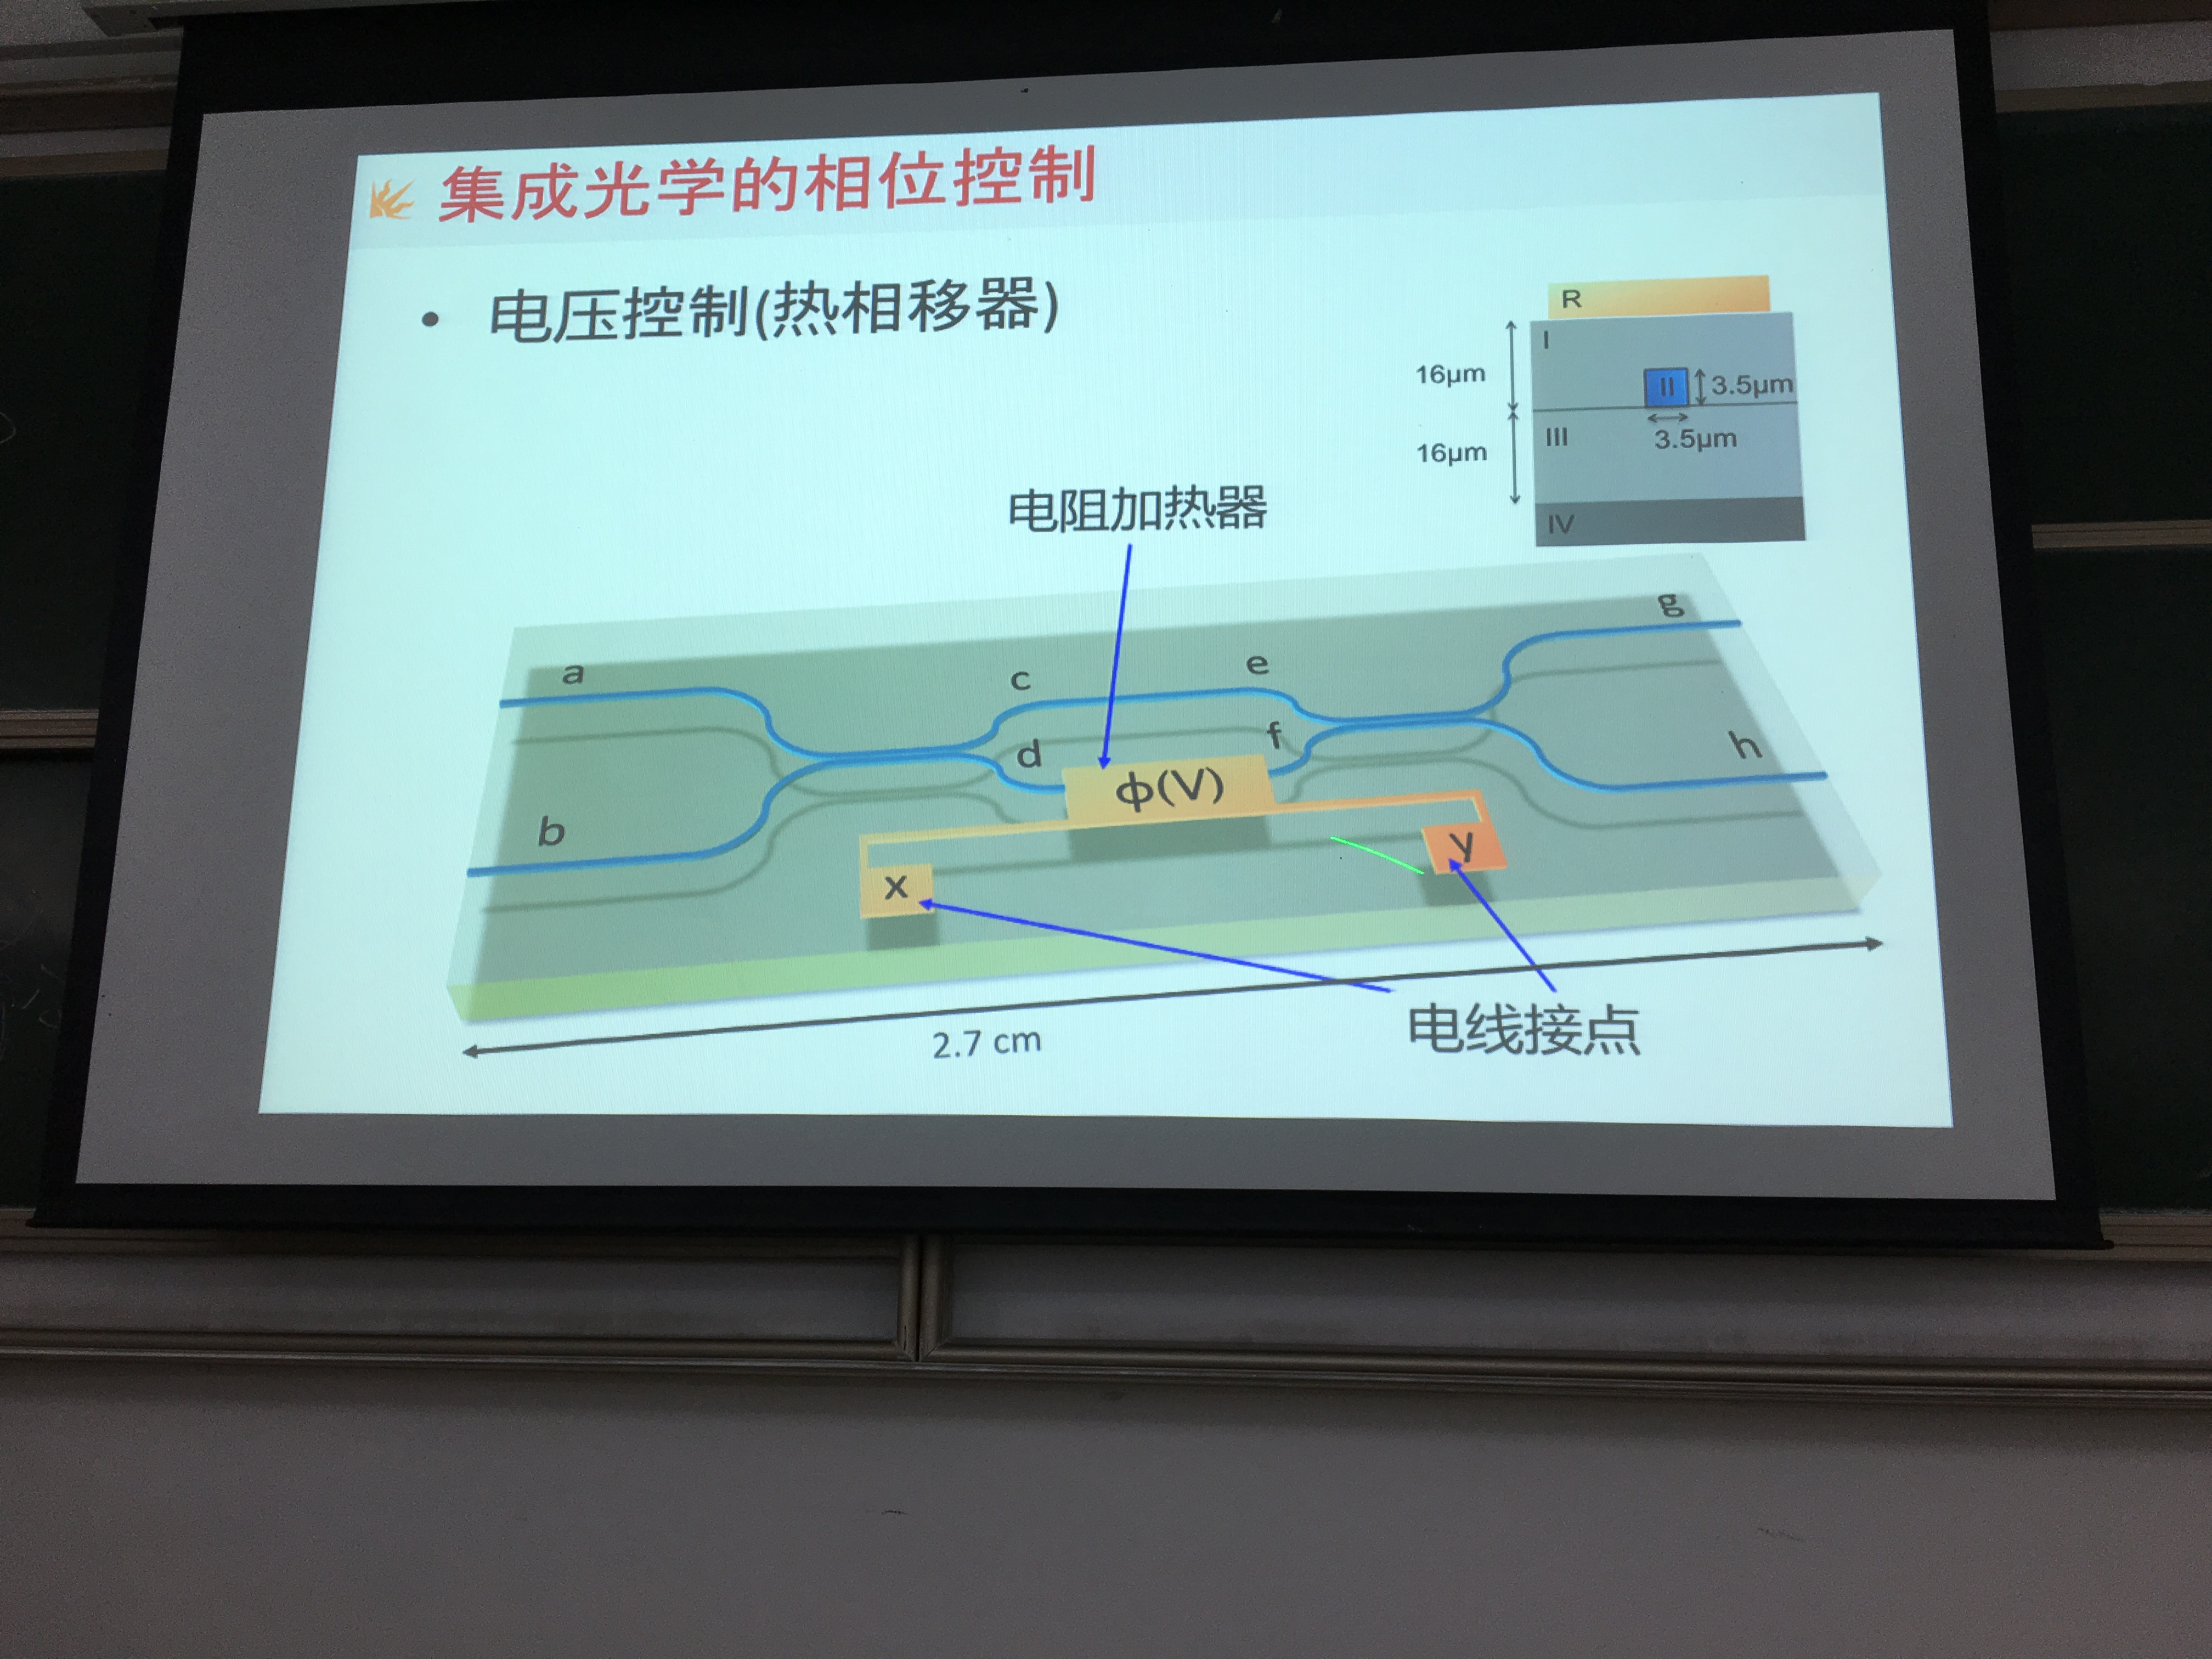 集成光学的相位控制
• 电压控制(热相移器)
R
I
16μm
II
3.5μm
III
3.5μm
16μm
IV
电阻加热器
g
a
c
e
f
d
h
ϕ(V)
b
y
x
电线接点
2.7 cm